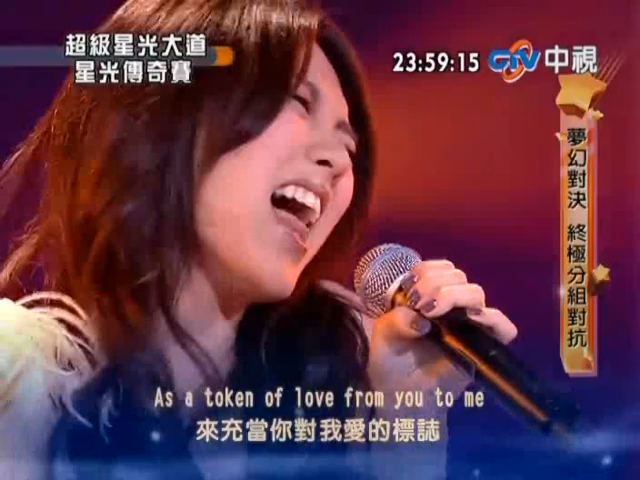 超級星光大道
星光傳奇賽
23:59:15 CTV 中視
夢幻對決 終極分組對抗
As a token of love from you to me
來充當你對我愛的標誌